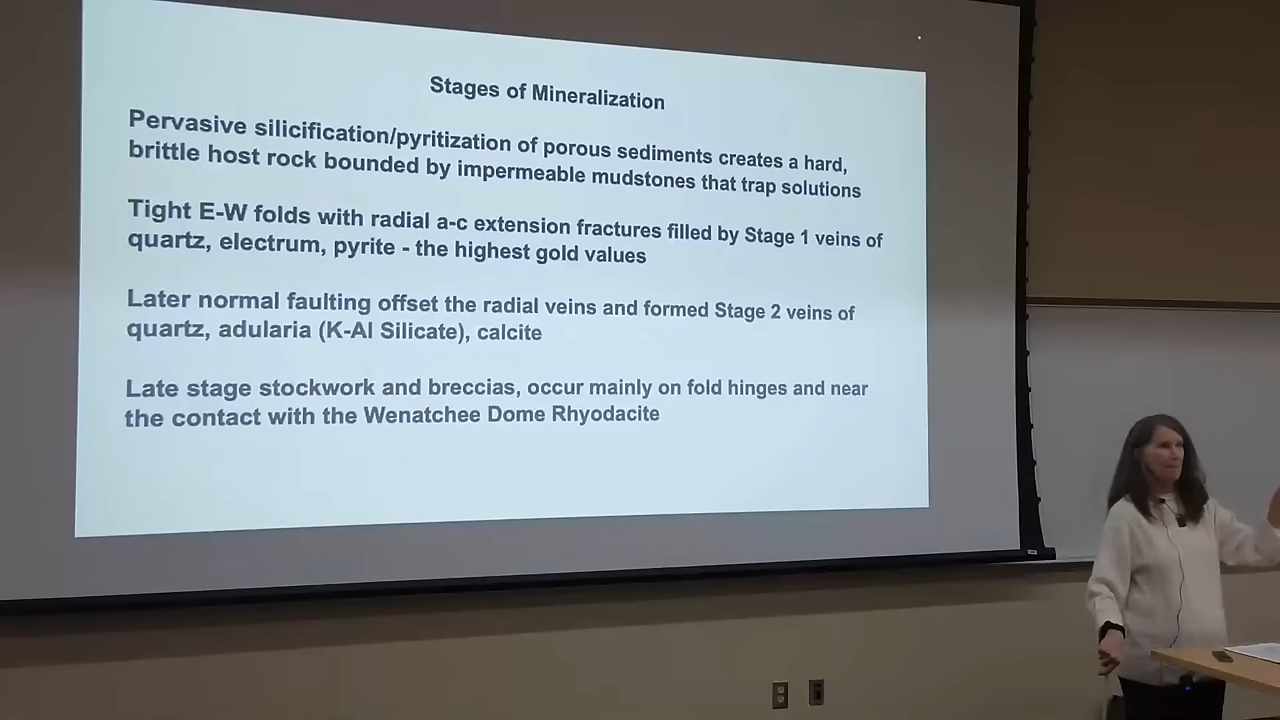 Stages of Mineralization
Pervasive silicification/pyritization of porous sediments creates a hard,
brittle host rock bounded by impermeable mudstones that trap solutions
Tight E-W folds with radial a-c extension fractures filled by Stage 1 veins of
quartz, electrum, pyrite - the highest gold values
Later normal faulting offset the radial veins and formed Stage 2 veins of
quartz, adularia (K-Al Silicate), calcite
Late stage stockwork and breccias, occur mainly on fold hinges and near
the contact with the Wenatchee Dome Rhyodacite